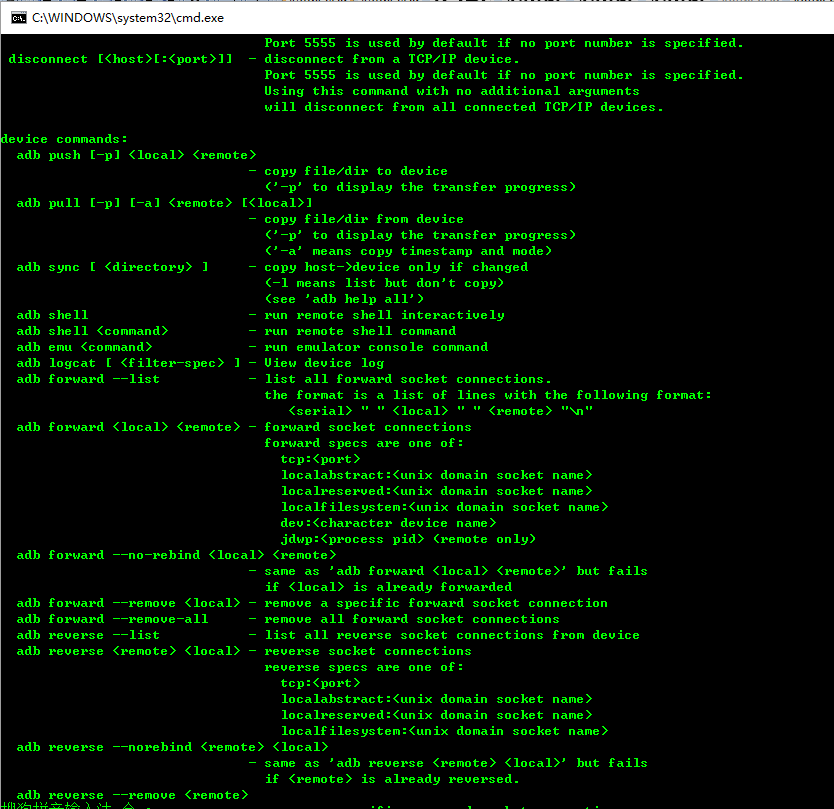 C:\WINDOWS\system32\cmd.exe
Port 5555 is used by default if no port number is specified.
disconnect [<host>[:<port>]] - disconnect from a TCP/IP device.
Port 5555 is used by default if no port number is specified.
Using this command with no additional arguments
will disconnect from all connected TCP/IP devices.
device commands:
adb push [-p] <local> <remote>
- copy file/dir to device
('-p' to display the transfer progress)
adb pull [-p] [-a] <remote> [<local>]
- copy file/dir from device
('-p' to display the transfer progress)
('-a' means copy timestamp and mode)
adb sync [ <directory> ] - copy host->device only if changed
(-l means list but don't copy)
(see 'adb help all')
adb shell - run remote shell interactively
adb shell <command> - run remote shell command
adb emu <command> - run emulator console command
adb logcat [ <filter-spec> ] - View device log
adb forward --list - list all forward socket connections.
the format is a list of lines with the following format:
<serial> " " <local> " " <remote> "\n"
adb forward <local> <remote> - forward socket connections
forward specs are one of:
tcp:<port>
localabstract:<unix domain socket name>
localreserved:<unix domain socket name>
localfilesystem:<unix domain socket name>
dev:<character device name>
jdwp:<process pid> (remote only)
adb forward --no-rebind <local> <remote>
- same as 'adb forward <local> <remote>' but fails
if <local> is already forwarded
adb forward --remove <local> - remove a specific forward socket connection
adb forward --remove-all - remove all forward socket connections
adb reverse --list - list all reverse socket connections from device
adb reverse <remote> <local> - reverse socket connections
reverse specs are one of:
tcp:<port>
localabstract:<unix domain socket name>
localreserved:<unix domain socket name>
localfilesystem:<unix domain socket name>
adb reverse --norebind <remote> <local>
- same as 'adb reverse <remote> <local>' but fails
if <remote> is already reversed.
adb reverse --remove <remote>